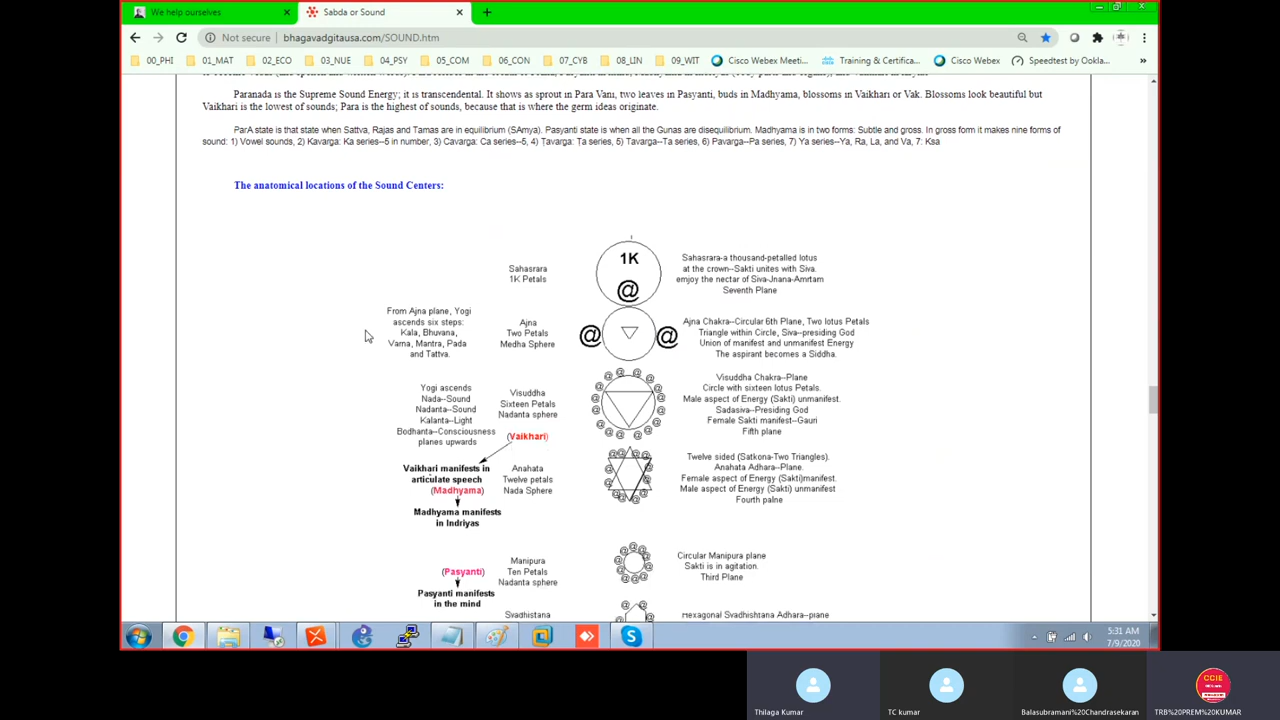 We help ourselves
Sabda or Sound
Not secure
bhagavadgitausa.com/SOUND.htm
00_PHI
01_MAT
02_ECO
03_NUE
04_PSY
05_COM
06_CON
07_CYB
08_LIN
09_WIT
Cisco Webex Meeti...
Training & Certifica...
Cisco Webex
Speedtest by Ookla...
Paranada is the Supreme Sound Energy; it is transcendental. It shows as sprout in Para Vani, two leaves in Pasyanti, buds in Madhyama, blossoms in Vaikhari or Vak. Blossoms look beautiful but
Vaikhari is the lowest of sounds; Para is the highest of sounds, because that is where the germ ideas originate.
ParA state is that state when Sattva, Rajas and Tamas are in equilibrium (SAmya). Pasyanti state is when all the Gunas are disequilibrium. Madhyama is in two forms: Subtle and gross. In gross form it makes nine forms of
sound: 1) Vowel sounds, 2) Kavarga: Ka series--5 in number, 3) Cavarga: Ca series--5, 4) Ṭavarga: Ṭa series, 5) Tavarga--Ta series, 6) Pavarga--Pa series, 7) Ya series--Ya, Ra, La, and Va, 7: Ksa
The anatomical locations of the Sound Centers:
Sahasrara
1K Petals
1K
@
Sahasrara-a thousand-petalled lotus
at the crown--Sakti unites with Siva.
enjoy the nectar of Siva-Jnana-Amrtam
Seventh Plane
From Ajna plane, Yogi
ascends six steps:
Kala, Bhuvana,
Varna, Mantra, Pada
and Tattva.
Ajna
Two Petals
Medha Sphere
@ @
Ajna Chakra--Circular 6th Plane, Two lotus Petals
Triangle within Circle, Siva--presiding God
Union of manifest and unmanifest Energy
The aspirant becomes a Siddha.
Yogi ascends
Nada--Sound
Nadanta--Sound
Kalanta--Light
Bodhanta--Consciousness
planes upwards
Visuddha
Sixteen Petals
Nadanta sphere
(Vaikhari)
Visuddha Chakra--Plane
Circle with sixteen lotus Petals.
Male aspect of Energy (Sakti) unmanifest.
Sadasiva--Presiding God
Female Sakti manifest--Gauri
Fifth plane
Vaikhari manifests in
articulate speech
(Madhyama)
Madhyama manifests
in Indriyas
Anahata
Twelve petals
Nada Sphere
Twelve sided (Satkona-Two Triangles).
Anahata Adhara--Plane.
Female aspect of Energy (Sakti)manifest.
Male aspect of Energy (Sakti) unmanifest
Fourth palne
(Pasyanti)
Pasyanti manifests
in the mind
Manipura
Ten Petals
Nadanta sphere
Circular Manipura plane
Sakti is in agitation.
Third Plane
Svadhistana
Hexagonal Svadhishtana Adhara--plane
5:31 AM
7/9/2020
Thilaga Kumar
TC kumar
Balasubramani%20Chandrasekaran
CCIE
TRB%20PREM%20KUMAR